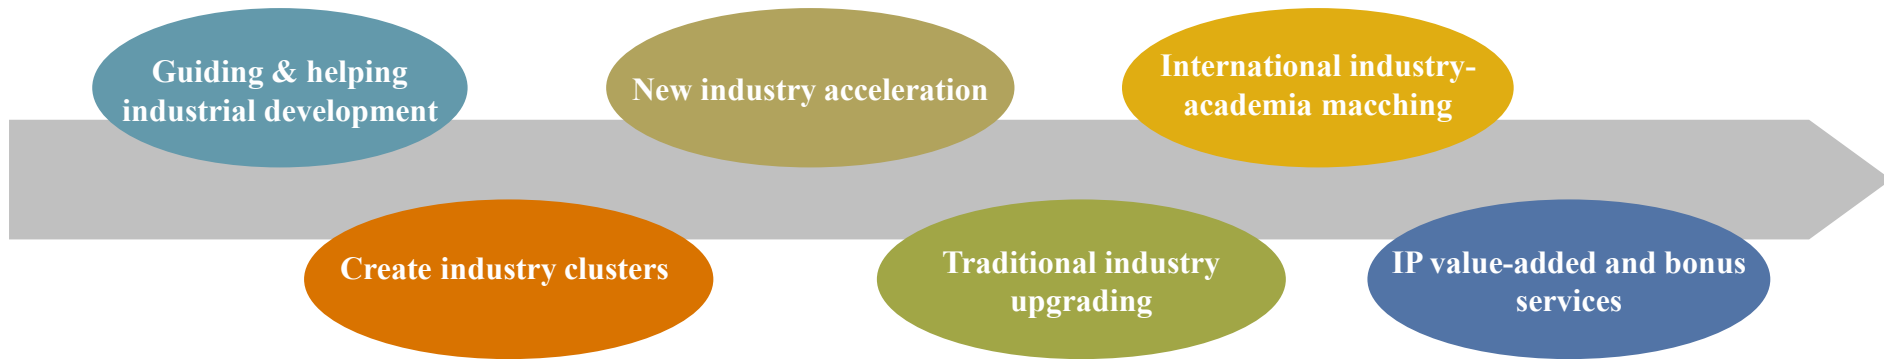 Guiding & helping
industrial development
New industry acceleration
International industry-
academia macching
Create industry clusters
Traditional industry
upgrading
IP value-added and bonus
services